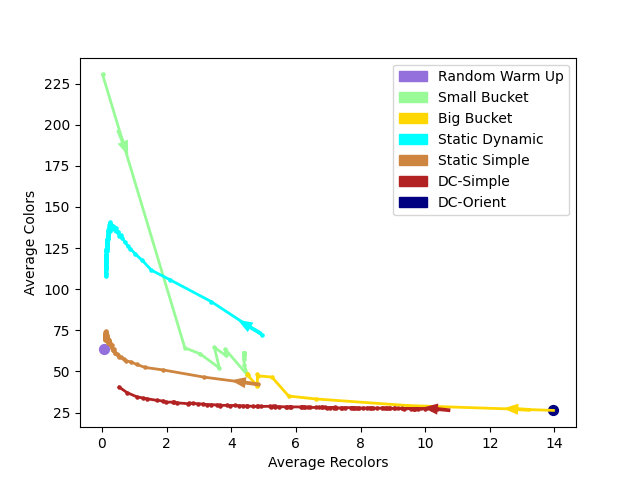 Random Warm Up
Small Bucket
Big Bucket
Static Dynamic
Static Simple
DC-Simple
DC-Orient
225
200
175
150
125
100
75
50
25
Average Colors
0 2 4 6 8 10 12 14
Average Recolors